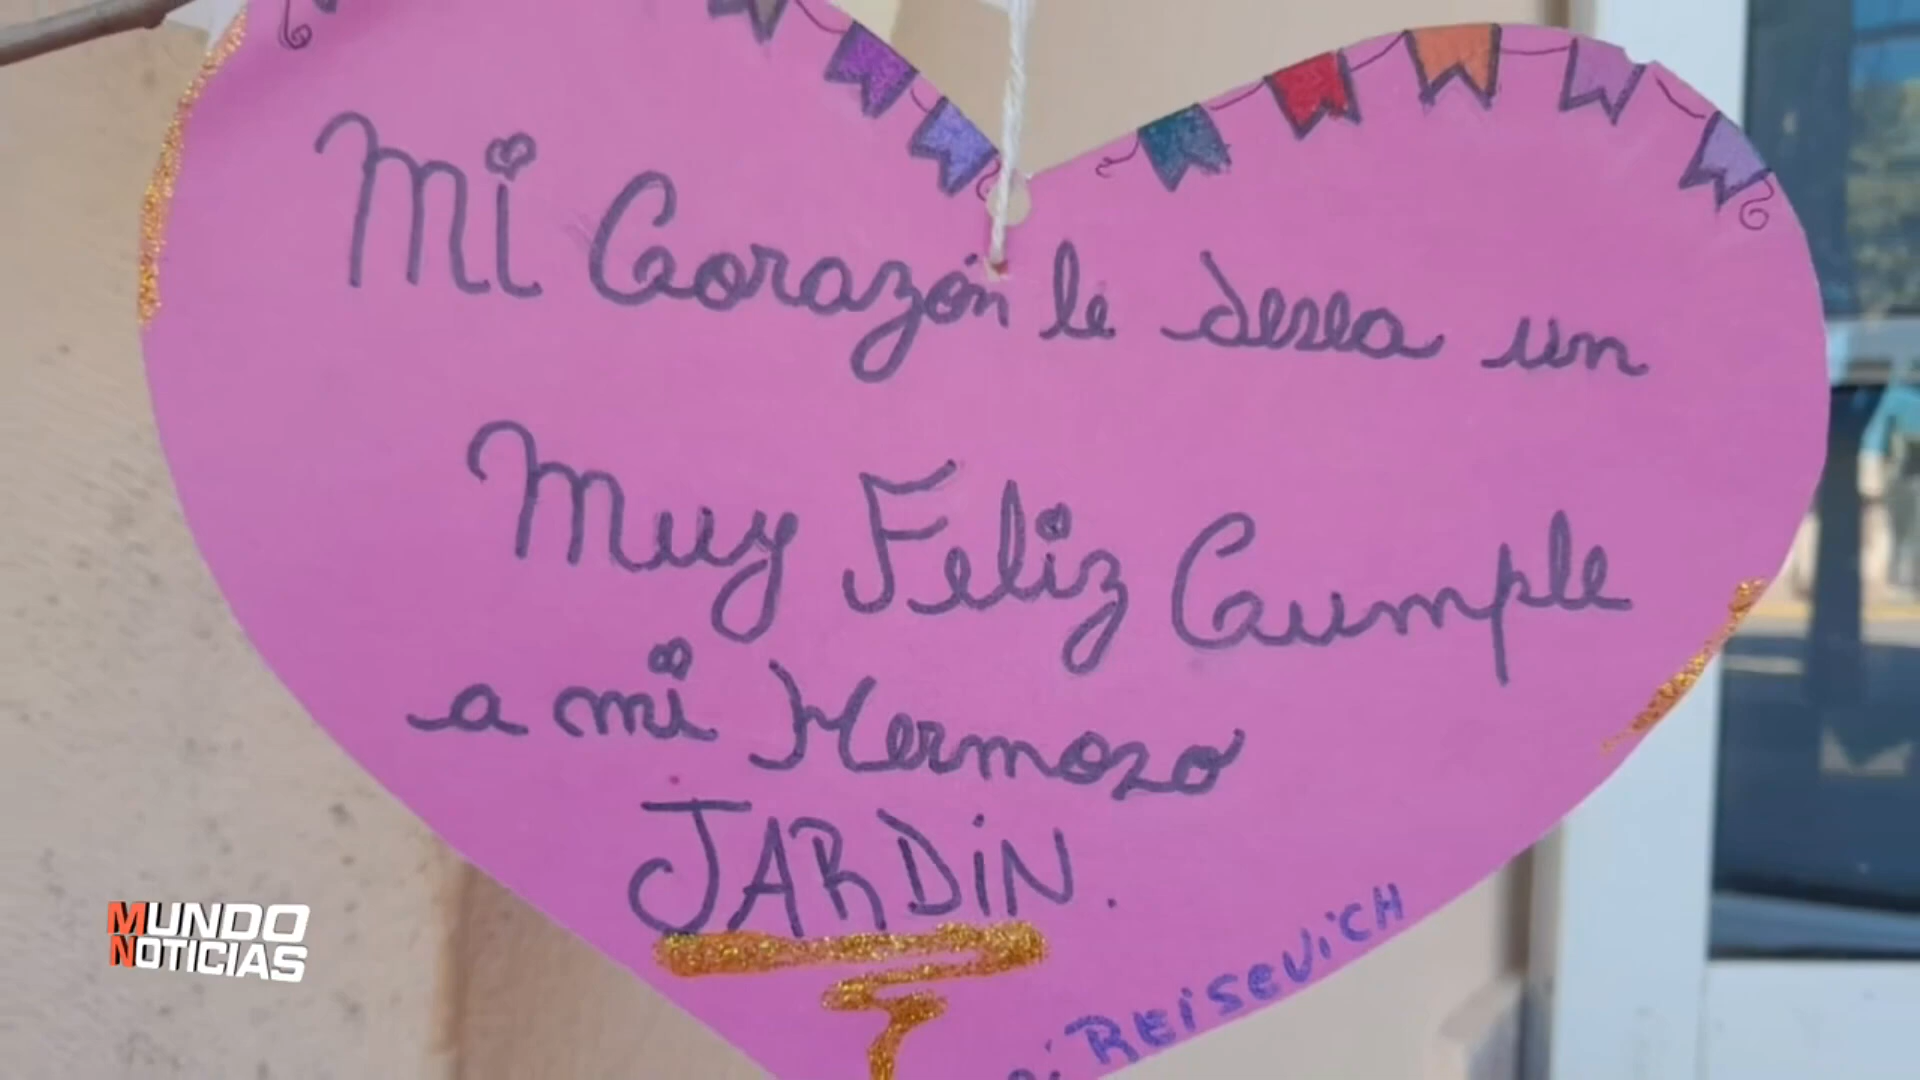 Mi Corazón le desea un
Muy Feliz Cumple
a mi Hermozo
JARDiN.
REiSEViCH
MUNDO
NOTICIAS